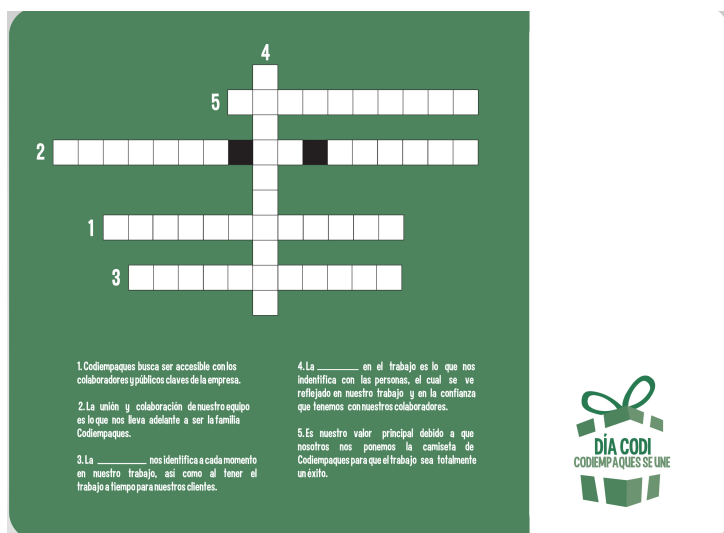 4
5
2
1
3
1. Codiempaques busca ser accesible con los
colaboradores y públicos claves de la empresa.
2. La unión y colaboración de nuestro equipo
es lo que nos lleva adelante a ser la familia
Codiempaques.
3. La __________ nos identifica a cada momento
en nuestro trabajo, así como al tener el
trabajo a tiempo para nuestros clientes.
4. La ________ en el trabajo es lo que nos
indentifica con las personas, el cual se ve
reflejado en nuestro trabajo y en la confianza
que tenemos con nuestros colaboradores.
5. Es nuestro valor principal debido a que
nosotros nos ponemos la camiseta de
Codiempaques para que el trabajo sea totalmente
un éxito.
DÍA CODI
CODIEMPAQUES SE UNE